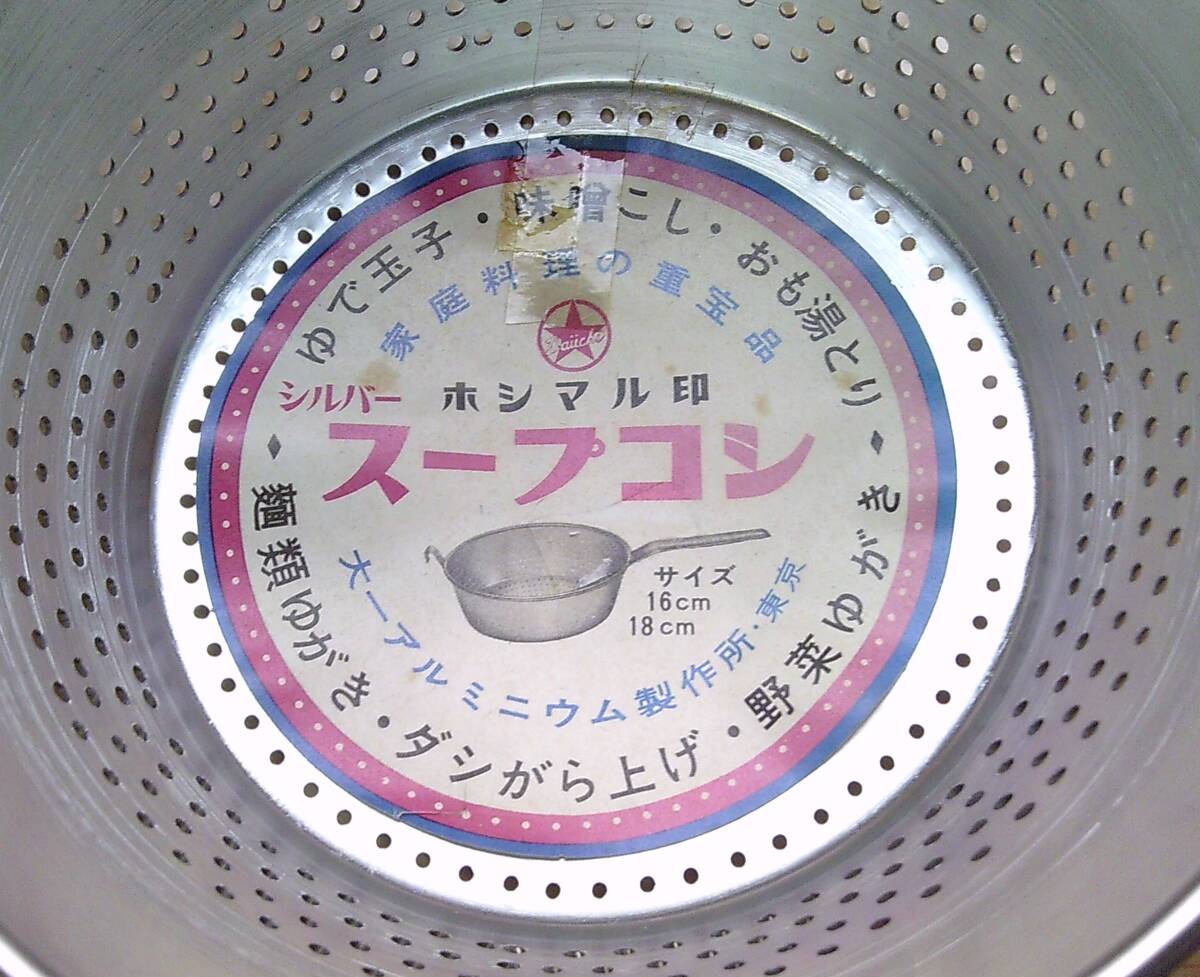 ゆで玉子・味噌こし・おも湯とり
家庭料理の重宝品
Daiichi
シルバー ホシマル印
スープコシ
サイズ
16cm
18cm
大一アルミニウム製作所・東京
麺類ゆがき・ダシがら上げ・野菜ゆがき